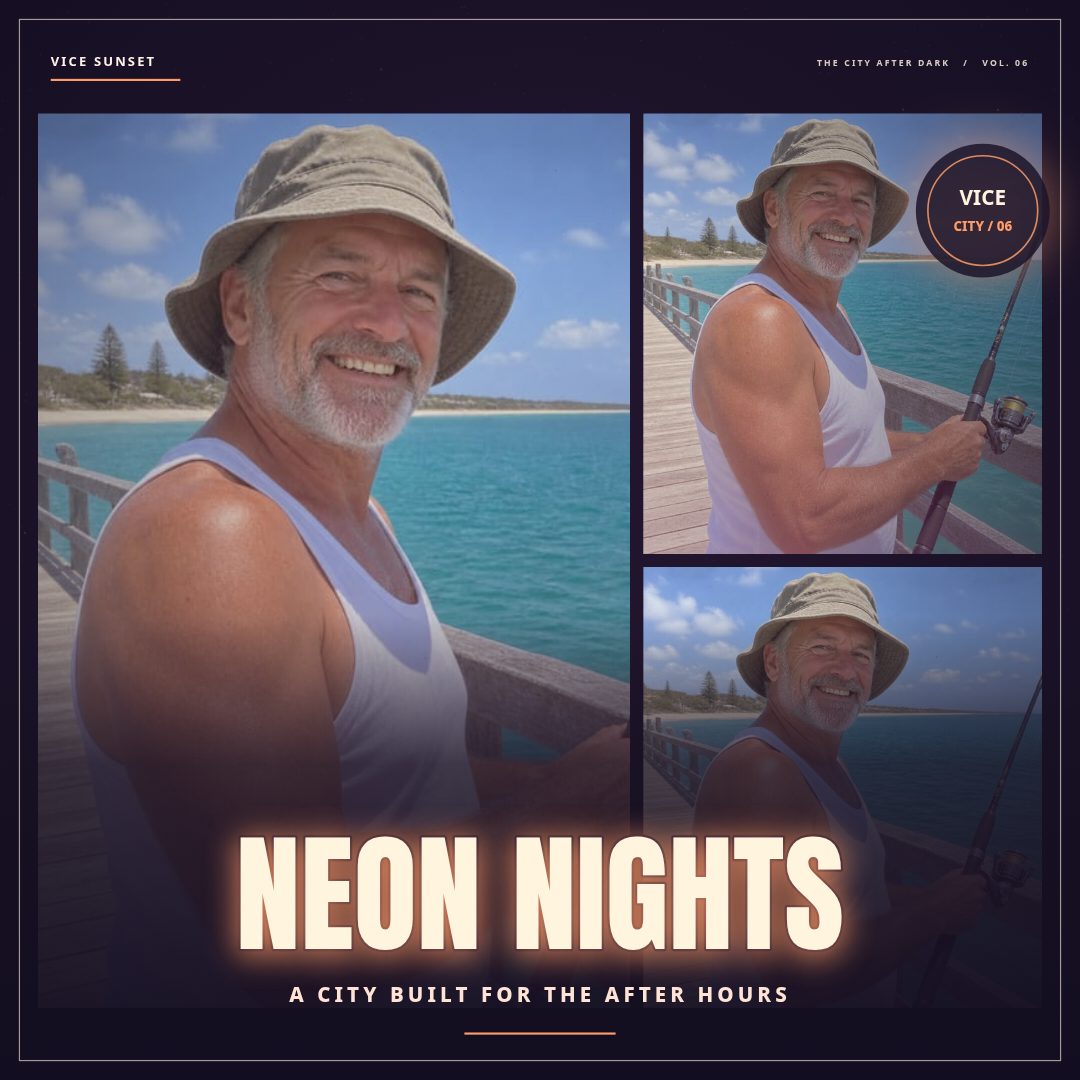 VICE SUNSET
THE CITY AFTER DARK / VOL. 06
VICE
CITY / 06
NEON NIGHTS
A CITY BUILT FOR THE AFTER HOURS